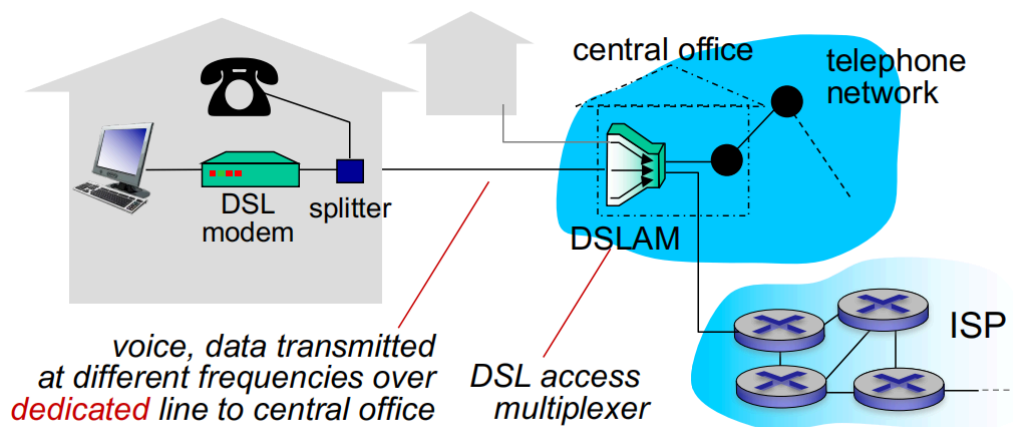 central office
telephone
network
DSL
modem
splitter
DSLAM
voice, data transmitted
at different frequencies over
dedicated line to central office
DSL access
multiplexer
ISP